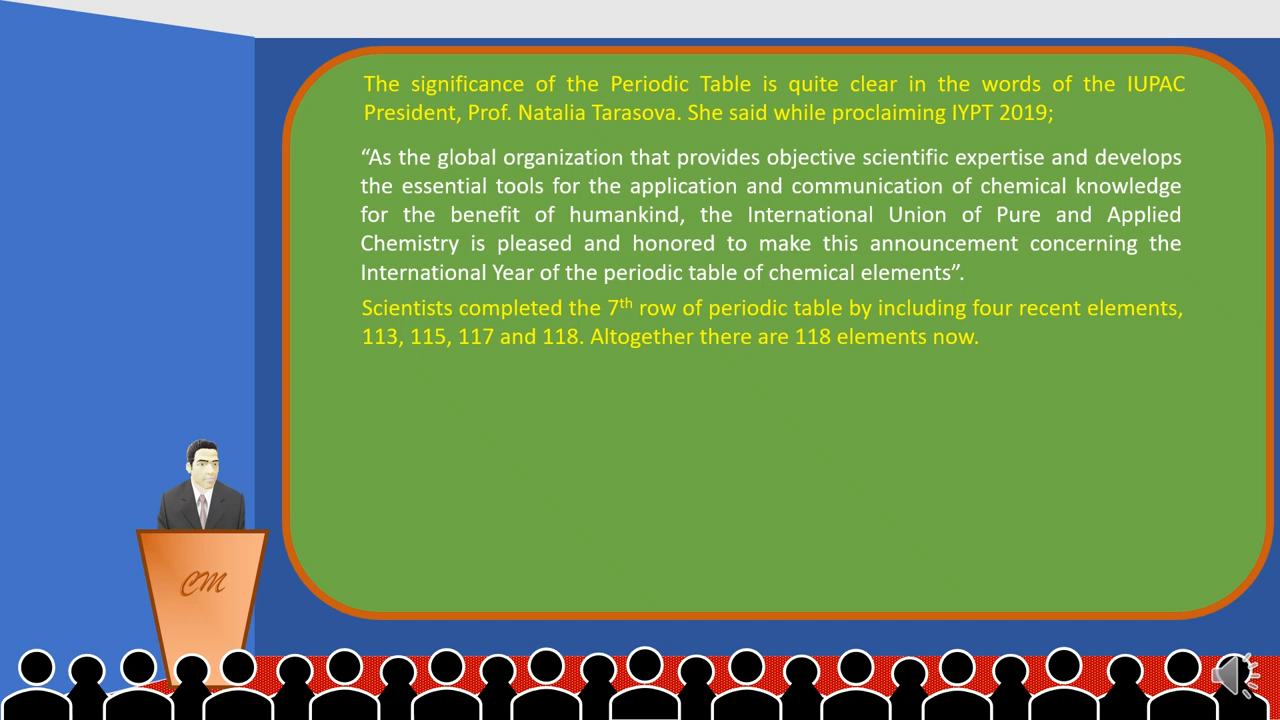 The significance of the Periodic Table is quite clear in the words of the IUPAC
President, Prof. Natalia Tarasova. She said while proclaiming IYPT 2019;
“As the global organization that provides objective scientific expertise and develops
the essential tools for the application and communication of chemical knowledge
for the benefit of humankind, the International Union of Pure and Applied
Chemistry is pleased and honored to make this announcement concerning the
International Year of the periodic table of chemical elements”.
Scientists completed the 7th row of periodic table by including four recent elements,
113, 115, 117 and 118. Altogether there are 118 elements now.
CM